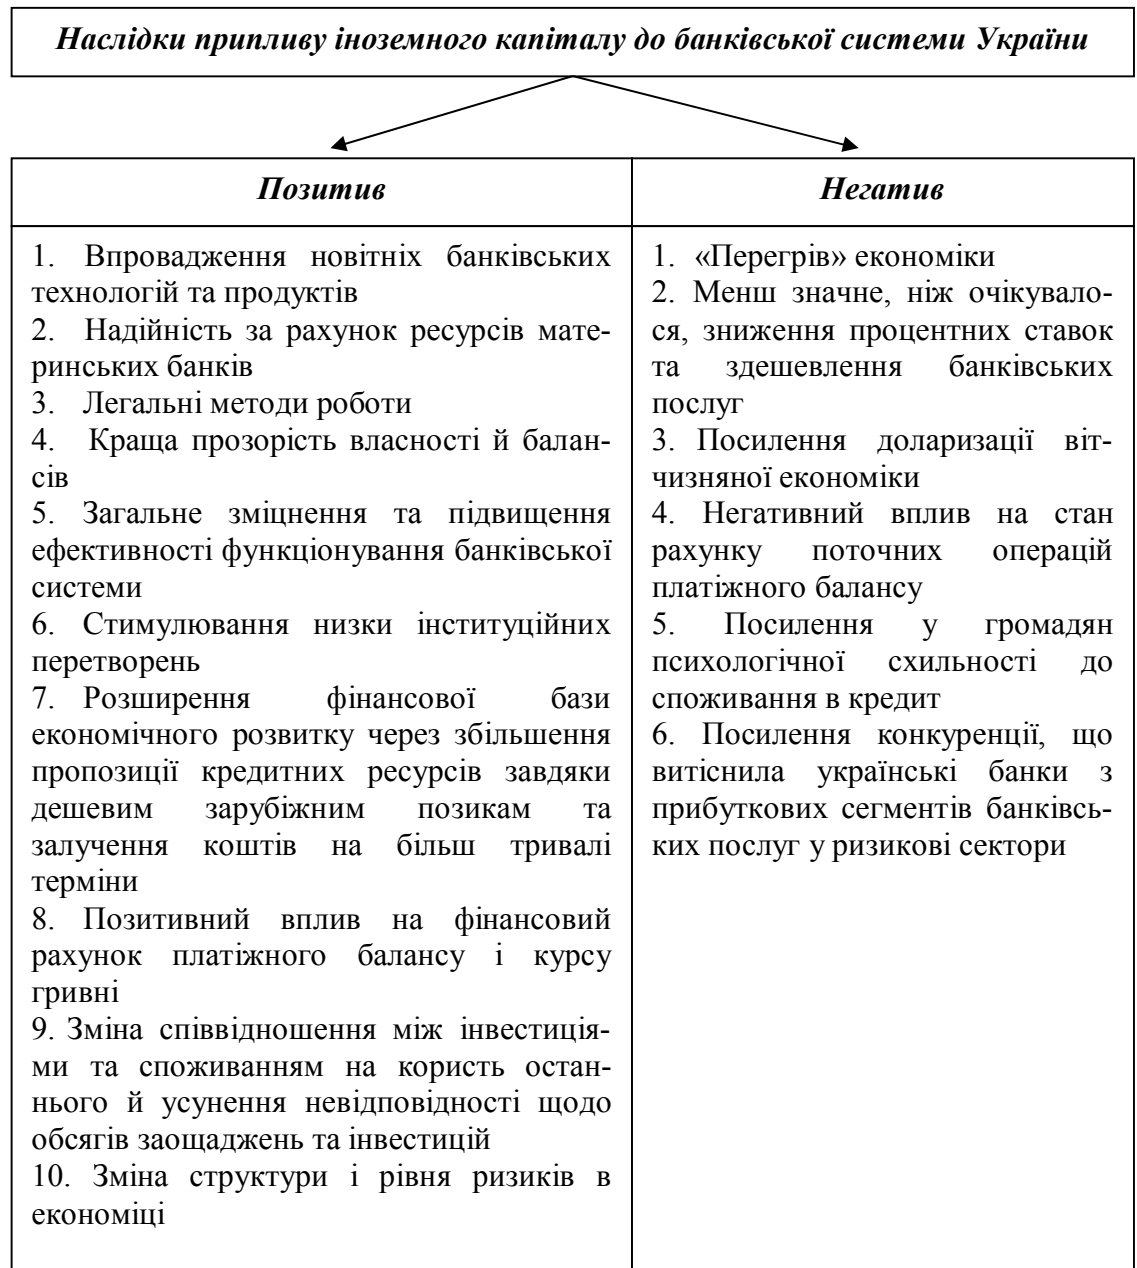 Наслідки припливу іноземного капіталу до банківської системи України
Позитив
1. Впровадження новітніх банківських
технологій та продуктів
2. Надійність за рахунок ресурсів мате-
ринських банків
3. Легальні методи роботи
4. Краща прозорість власності й балан-
сів
5. Загальне зміцнення та підвищення
ефективності функціонування банківської
системи
6. Стимулювання низки інституційних
перетворень
7. Розширення фінансової бази
економічного розвитку через збільшення
пропозиції кредитних ресурсів завдяки
дешевим зарубіжним позикам та
залучення коштів на більш тривалі
терміни
8. Позитивний вплив на фінансовий
рахунок платіжного балансу і курсу
гривні
9. Зміна співвідношення між інвестиція-
ми та споживанням на користь остан-
нього й усунення невідповідності щодо
обсягів заощаджень та інвестицій
10. Зміна структури і рівня ризиків в
економіці
Негатив
1. «Перегрів» економіки
2. Менш значне, ніж очікувало-
ся, зниження процентних ставок
та здешевлення банківських
послуг
3. Посилення доларизації віт-
чизняної економіки
4. Негативний вплив на стан
рахунку поточних операцій
платіжного балансу
5. Посилення у громадян
психологічної схильності до
споживання в кредит
6. Посилення конкуренції, що
витіснила українські банки з
прибуткових сегментів банківсь-
ких послуг у ризикові сектори